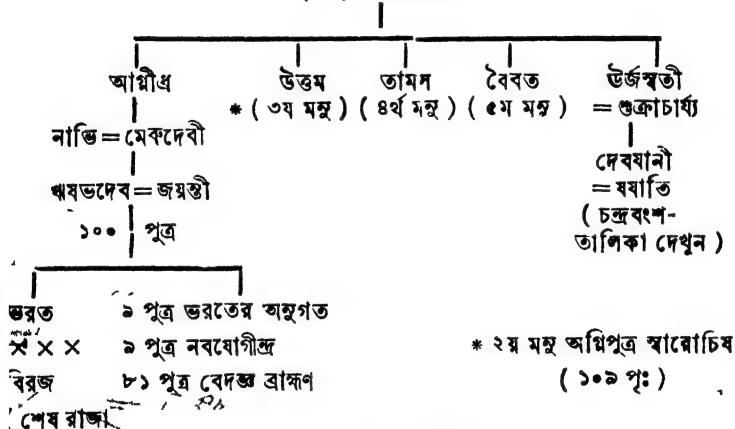 আগ্নীধ্র উত্তম তামস বৈবত ঊর্জস্বতী
* ( ৩য় মনু ) ( ৪র্থ মনু ) ( ৫ম মনু ) = শুক্রাচার্য্য
নাভি = মেরুদেবী
দেবযানী
ঋষভদেব = জয়ন্তী = যযাতি
( চন্দ্রবংশ-
১০০ পুত্র তালিকা দেখুন )
ভরত ৯ পুত্র ভরতের অনুগত
× × × ৯ পুত্র নবযোগীন্দ্র * ২য় মনু অগ্নিপুত্র স্বারোচিষ
বিরজ ৮১ পুত্র বেদজ্ঞ ব্রাহ্মণ ( ১০৯ পৃঃ )
( শেষ রাজা